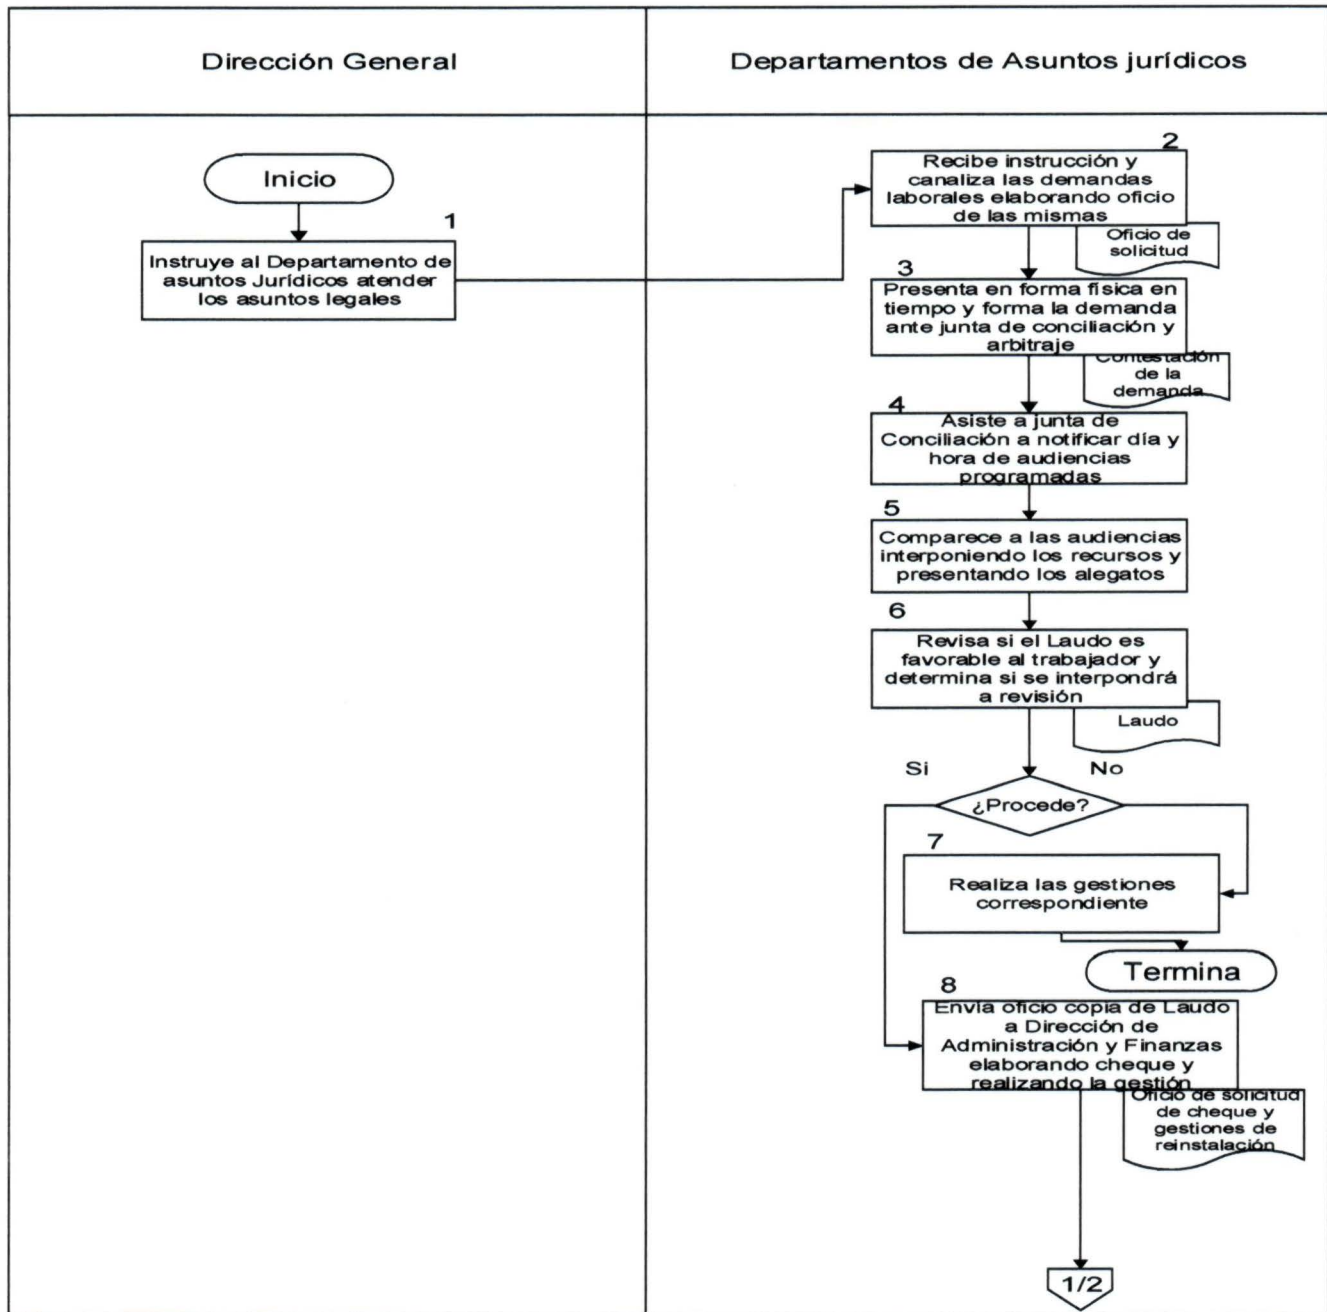 Dirección General
Departamentos de Asuntos jurídicos
Inicio
1
Instruye al Departamento de
asuntos Jurídicos atender
los asuntos legales
2
Recibe instrucción y
canaliza las demandas
laborales elaborando oficio
de las mismas
Oficio de
solicitud
3
Presenta en forma física en
tiempo y forma la demanda
ante junta de conciliación y
arbitraje
Contestación
de la
demanda
4
Asiste a junta de
Conciliación a notificar día y
hora de audiencias
programadas
5
Comparece a las audiencias
interponiendo los recursos y
presentando los alegatos
6
Revisa si el Laudo es
favorable al trabajador y
determina si se interpondrá
a revisión
Laudo
Si
No
¿Procede?
7
Realiza las gestiones
correspondiente
Termina
8
Envía oficio copia de Laudo
a Dirección de
Administración y Finanzas
elaborando cheque y
realizando la gestión
Oficio de solicitud
de cheque y
gestiones de
reinstalación
1/2